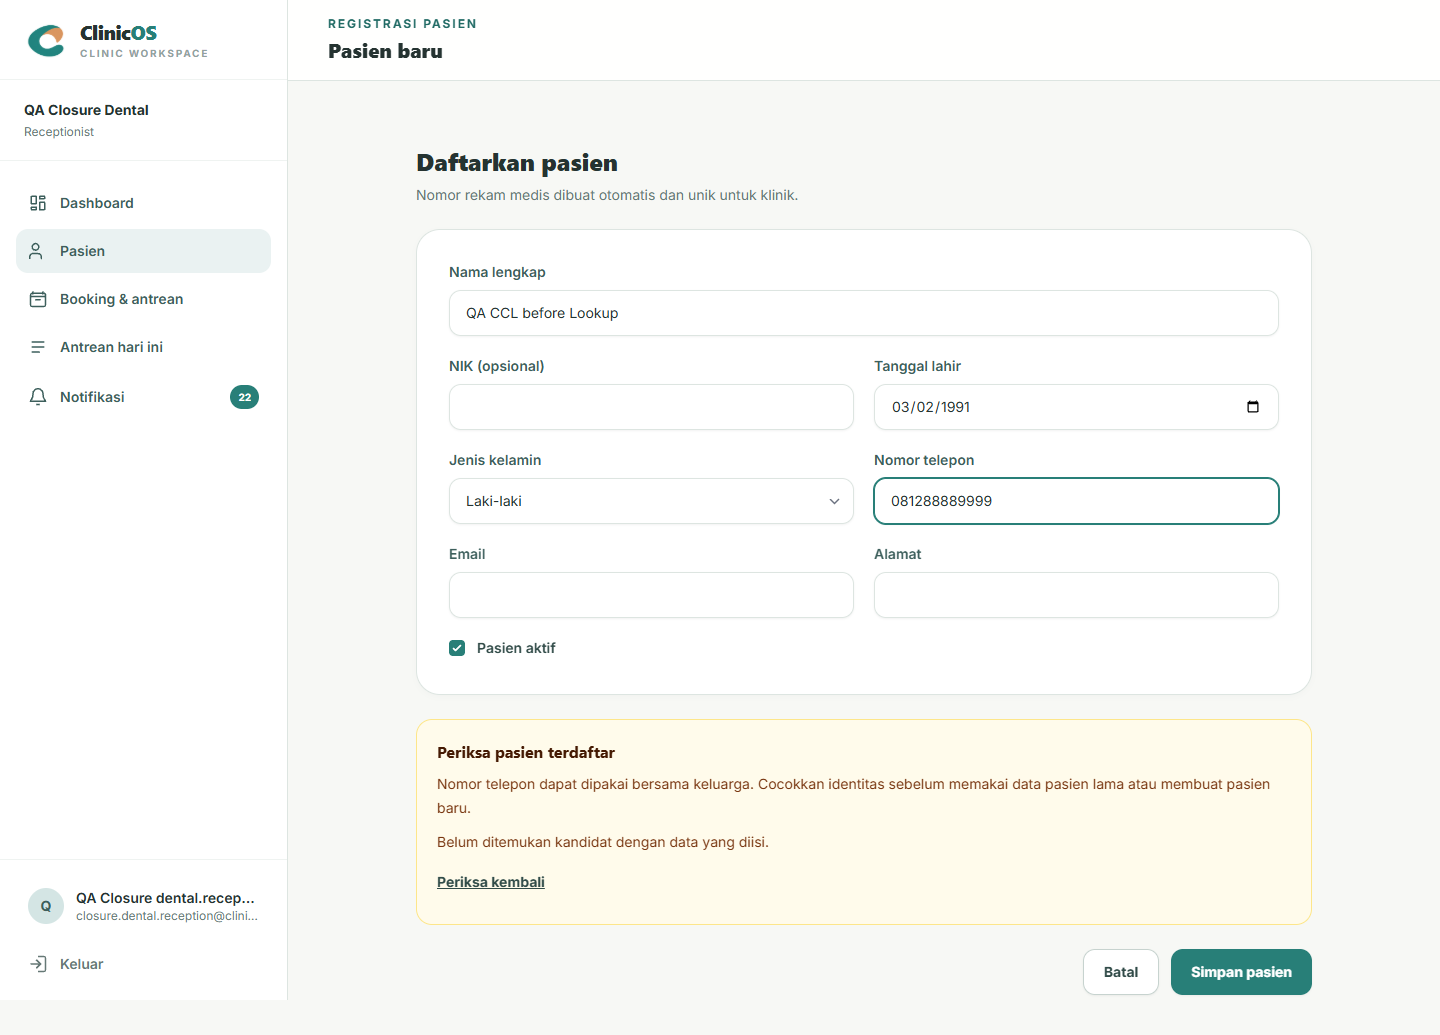 ClinicOS
CLINIC WORKSPACE
QA Closure Dental
Receptionist
Dashboard
Pasien
Booking & antrean
Antrean hari ini
Notifikasi
22
Q
QA Closure dental.recep...
closure.dental.reception@clini...
Keluar
REGISTRASI PASIEN
Pasien baru
Daftarkan pasien
Nomor rekam medis dibuat otomatis dan unik untuk klinik.
Nama lengkap
QA CCL before Lookup
NIK (opsional)
Tanggal lahir
03/02/1991
Jenis kelamin
Nomor telepon
Laki-laki
081288889999
Email
Alamat
Pasien aktif
Periksa pasien terdaftar
Nomor telepon dapat dipakai bersama keluarga. Cocokkan identitas sebelum memakai data pasien lama atau membuat pasien
baru.
Belum ditemukan kandidat dengan data yang diisi.
Periksa kembali
Batal
Simpan pasien